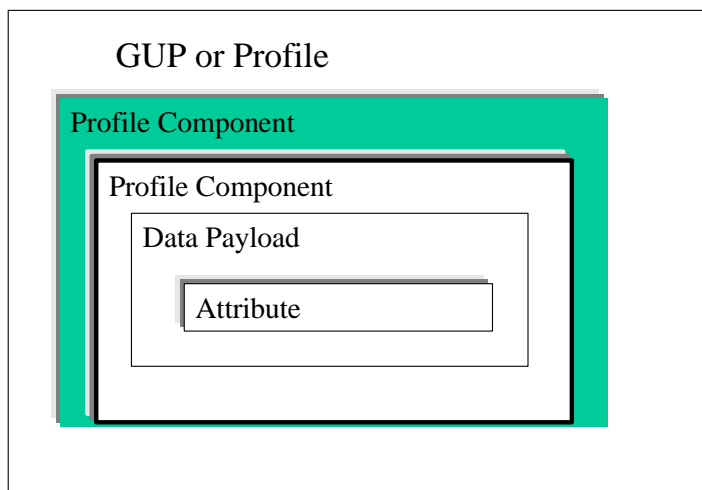 GUP or Profile
Profile Component
Profile Component
Data Payload
Attribute